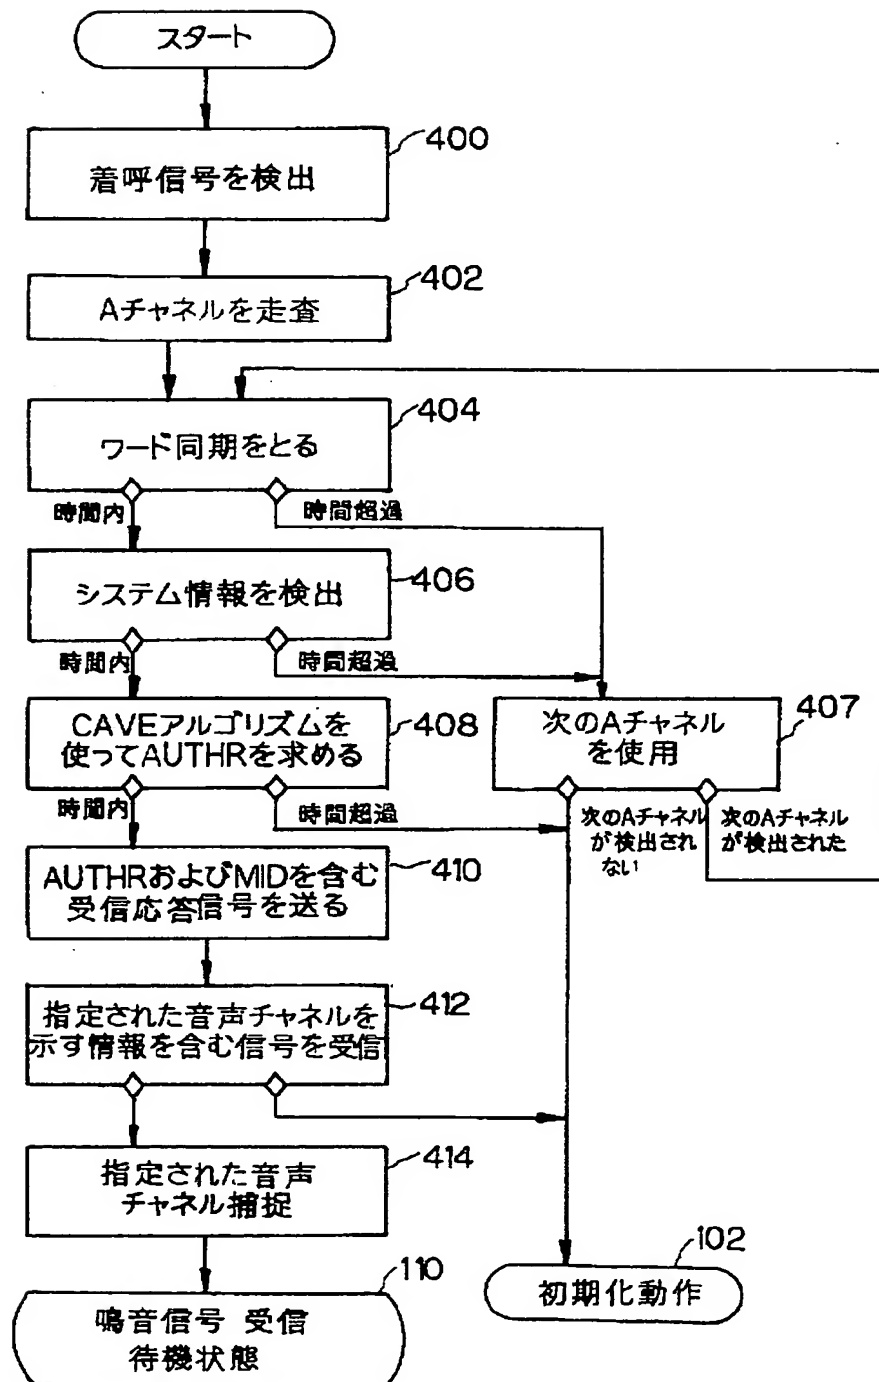 スタート
400
着呼信号を検出
402
Aチャネルを走査
404
ワード同期をとる
時間内
時間超過
406
システム情報を検出
時間内
時間超過
408
CAVEアルゴリズムを
使ってAUTHRを求める
407
次のAチャネル
を使用
時間内
時間超過
次のAチャネル
が検出され
ない
次のAチャネル
が検出された
410
AUTHRおよびMIDを含む
受信応答信号を送る
412
指定された音声チャネルを
示す情報を含む信号を受信
414
指定された音声
チャネル捕捉
110
鳴音信号 受信
待機状態
102
初期化動作